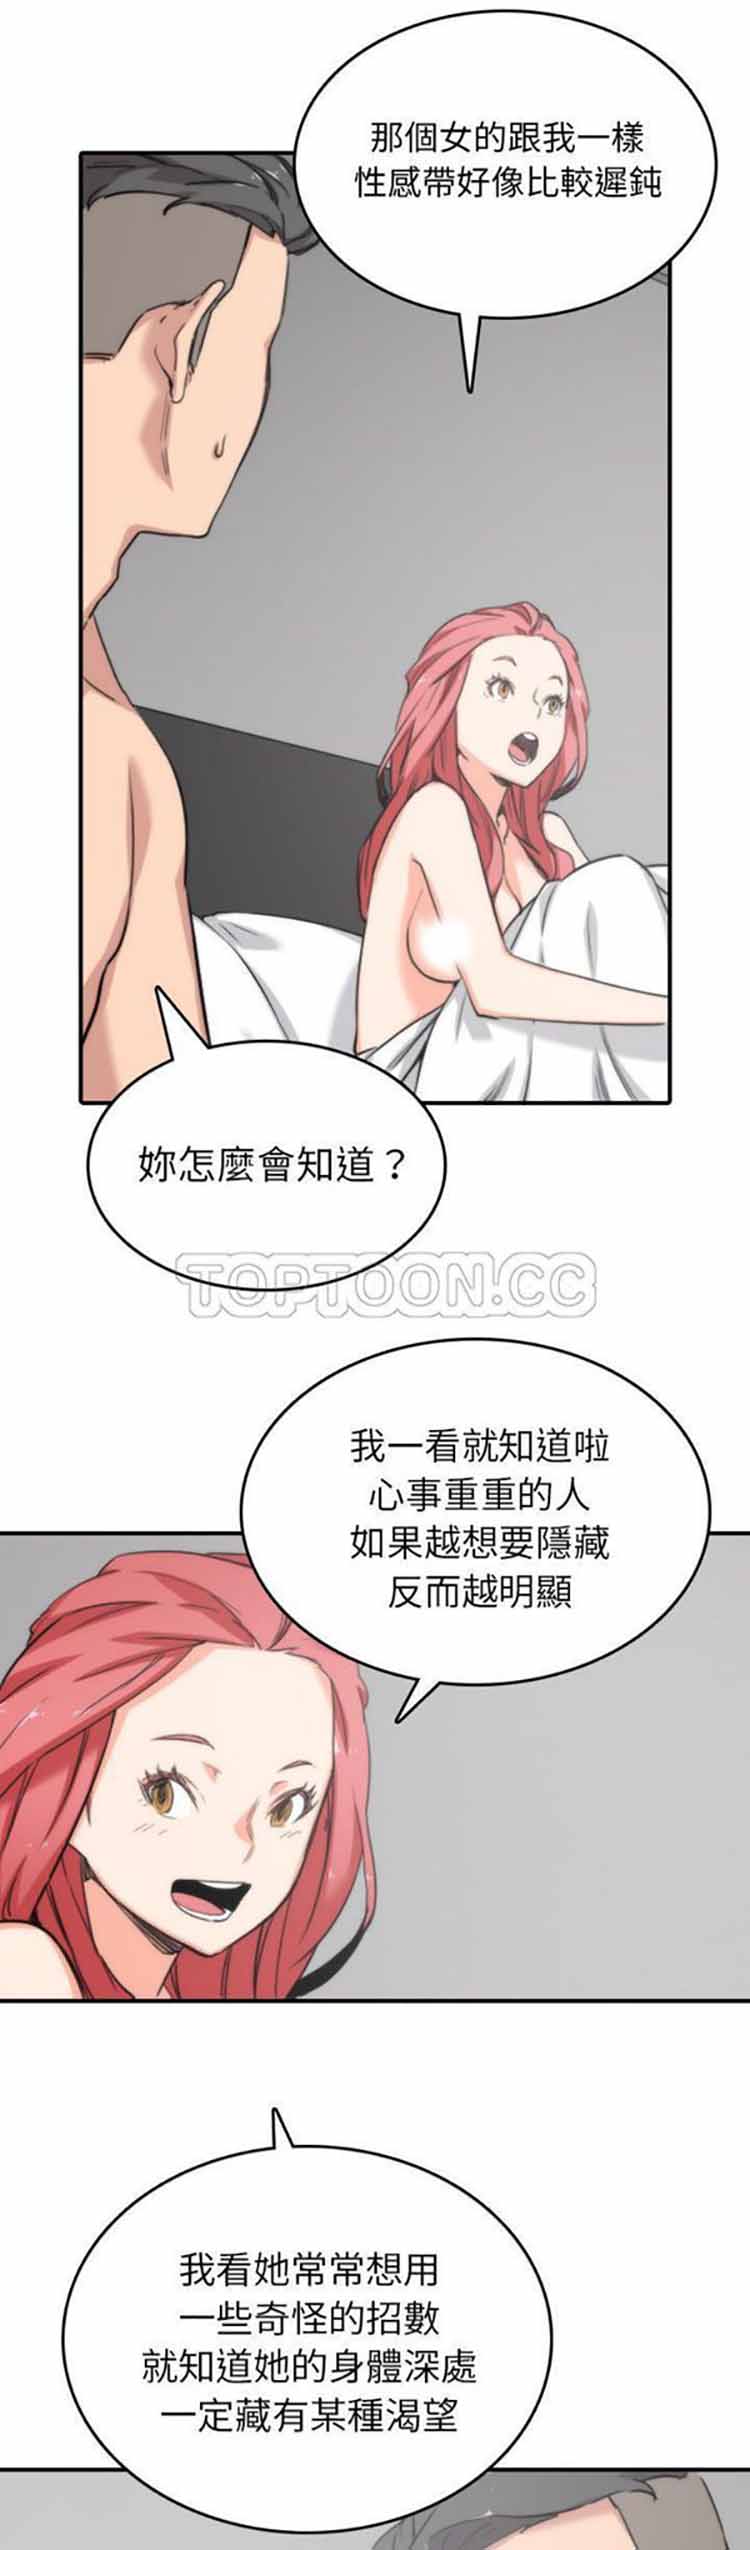 那個女的跟我一樣
性感帶好像比較遲鈍
妳怎麼會知道？
TOPTOON.CC
我一看就知道啦
心事重重的人
如果越想要隱藏
反而越明顯
我看她常常想用
一些奇怪的招數
就知道她的身體深處
一定藏有某種渴望